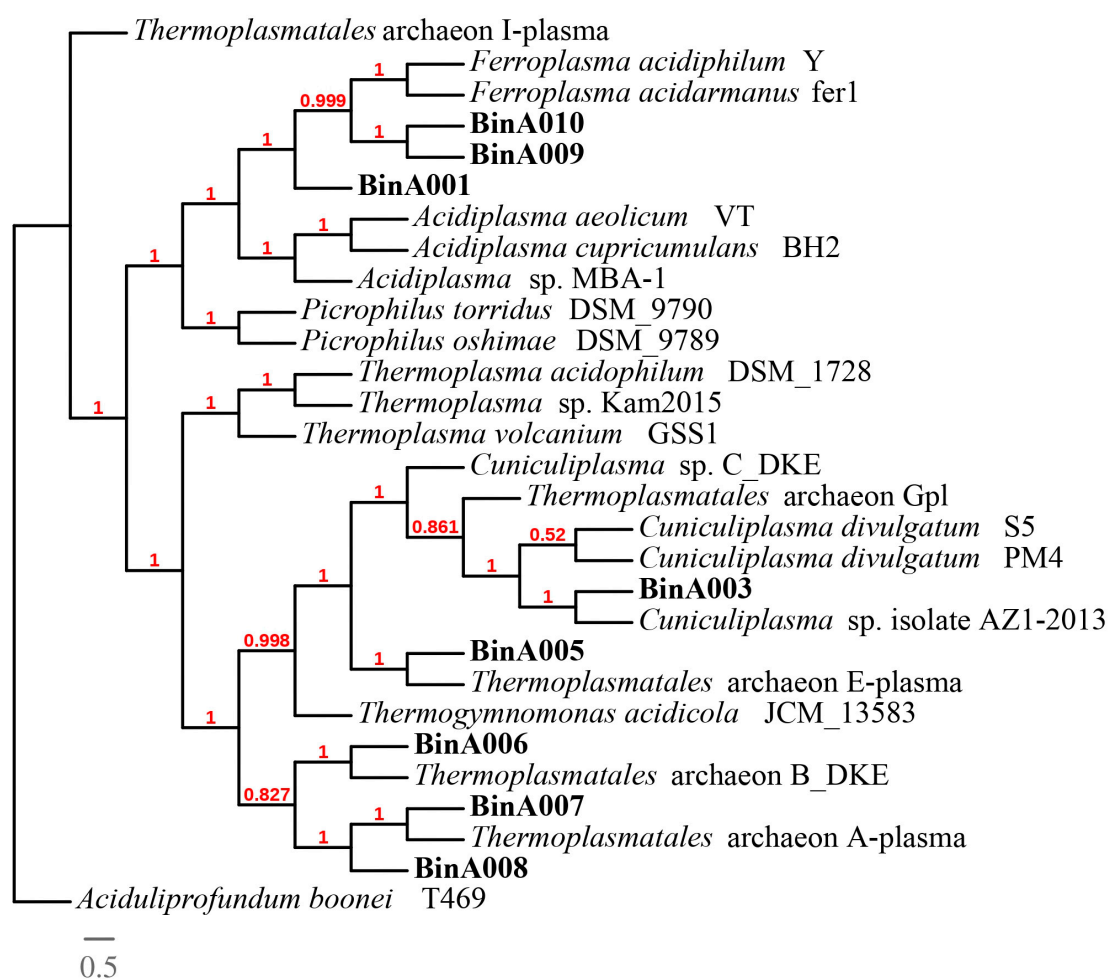 Thermoplasmatales archaeon I-plasma
Ferroplasma acidiphilum Y
1
Ferroplasma acidarmanus fer1
0.999
BinA010
1
1
BinA009
BinA001
1
Acidiplasma aeolicum VT
1
Acidiplasma cupricumulans BH2
1
1
Acidiplasma sp. MBA-1
Picrophilus torridus DSM_9790
1
Picrophilus oshimae DSM_9789
Thermoplasma acidophilum DSM_1728
1
Thermoplasma sp. Kam2015
1
1
Thermoplasma volcanium GSS1
Cuniculiplasma sp. C_DKE
1
Thermoplasmatales archaeon Gpl
0.861
Cuniculiplasma divulgatum S5
0.52
Cuniculiplasma divulgatum PM4
1
1
1
BinA003
1
Cuniculiplasma sp. isolate AZ1-2013
0.998
BinA005
1
Thermoplasmatales archaeon E-plasma
Thermogymnomonas acidicola JCM_13583
1
BinA006
1
Thermoplasmatales archaeon B_DKE
0.827
BinA007
1
Thermoplasmatales archaeon A-plasma
1
BinA008
Aciduliprofundum boonei T469
0.5